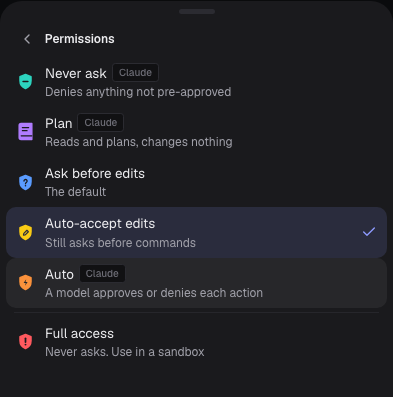 Permissions
Never ask Claude
Denies anything not pre-approved
Plan Claude
Reads and plans, changes nothing
Ask before edits
The default
Auto-accept edits
Still asks before commands
Auto Claude
A model approves or denies each action
Full access
Never asks. Use in a sandbox